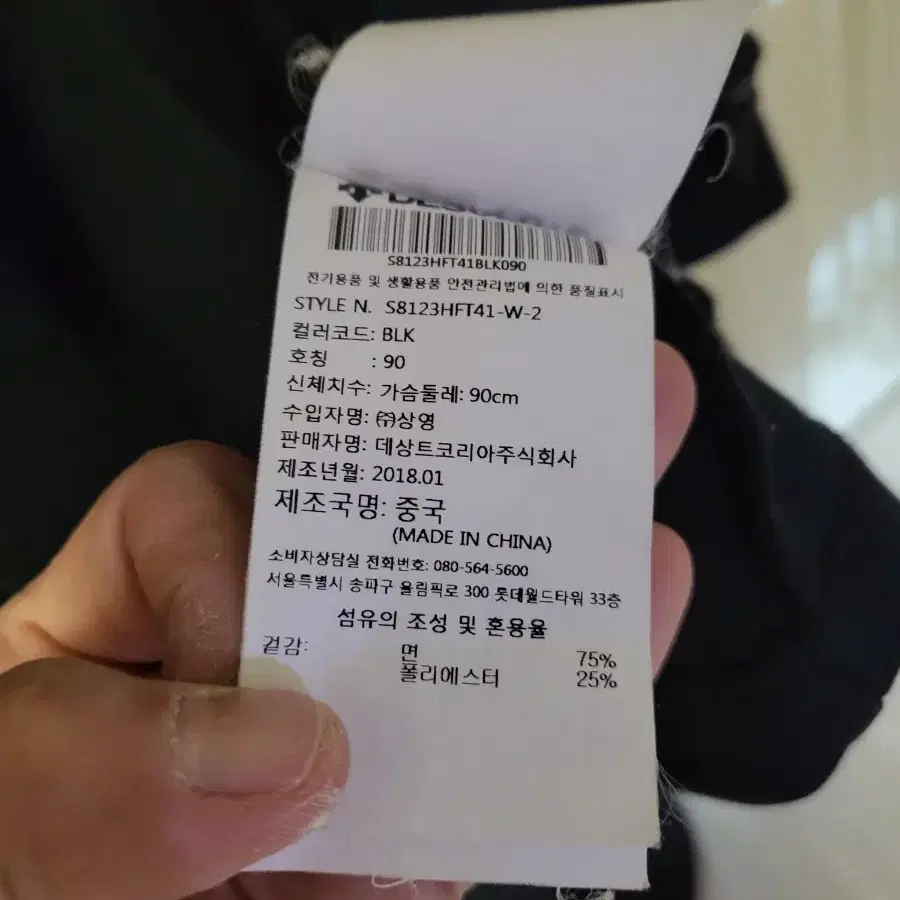 S8123HFT41BLK090
전기용품 및 생활용품 안전관리법에 의한 품질표시
STYLE N. S8123HFT41-W-2
컬러코드: BLK
호칭 : 90
신체치수: 가슴둘레: 90cm
수입자명: ㈜상영
판매자명: 데상트코리아주식회사
제조년월: 2018.01
제조국명: 중국
(MADE IN CHINA)
소비자상담실 전화번호: 080-564-5600
서울특별시 송파구 올림픽로 300 롯데월드타워 33층
섬유의 조성 및 혼용율
겉감: 면 75%
폴리에스터 25%